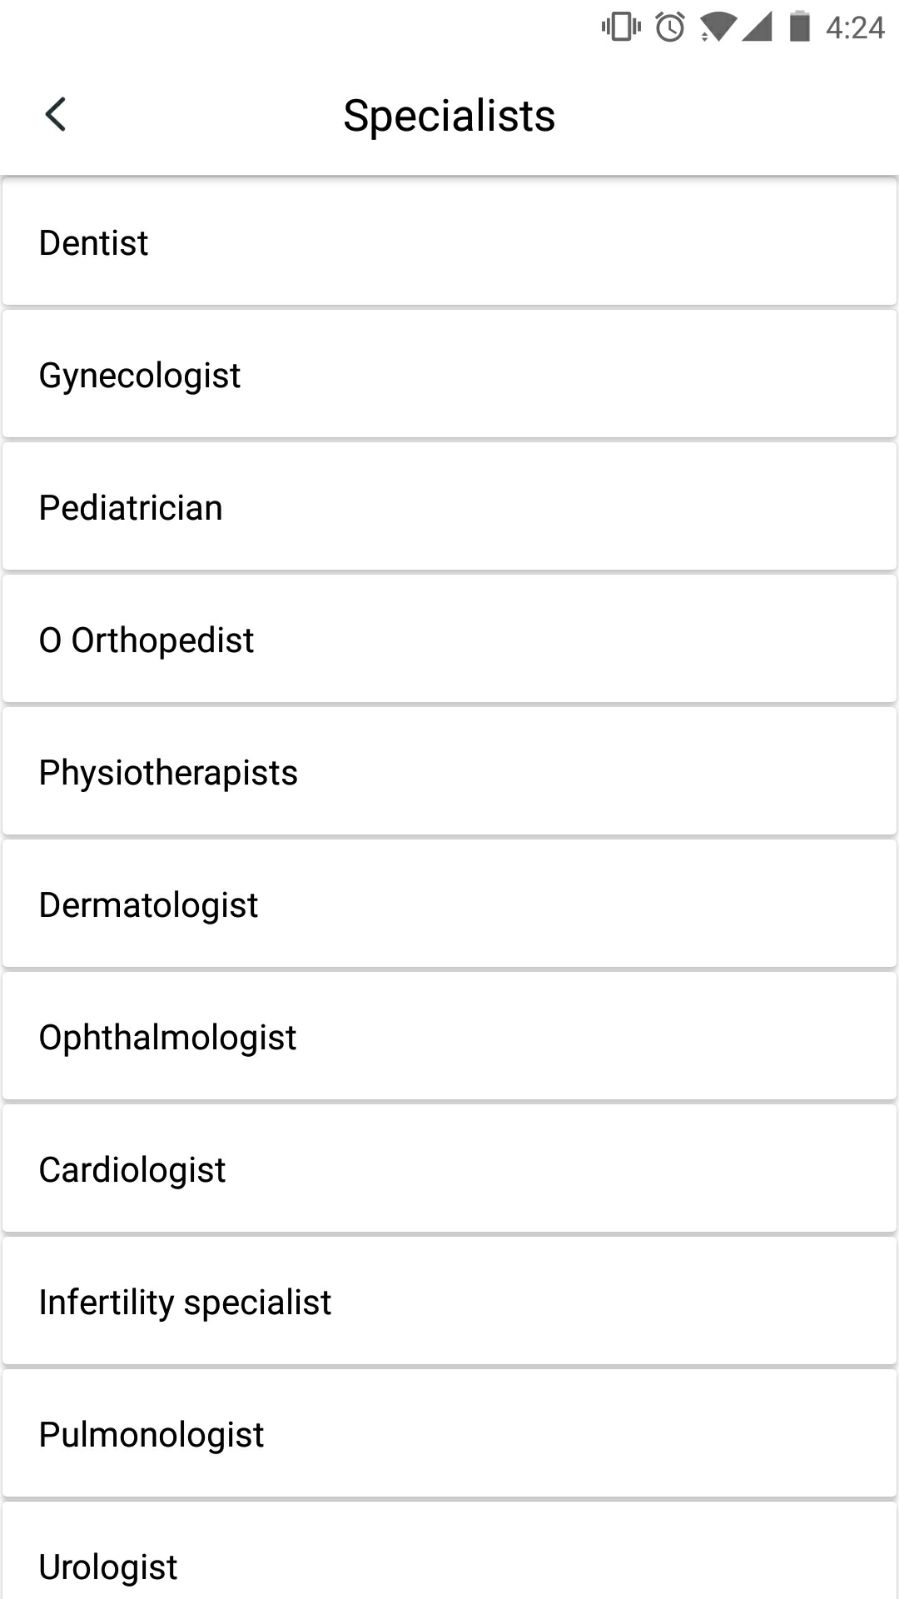 4:24
Specialists
Dentist
Gynecologist
Pediatrician
O Orthopedist
Physiotherapists
Dermatologist
Ophthalmologist
Cardiologist
Infertility specialist
Pulmonologist
Urologist